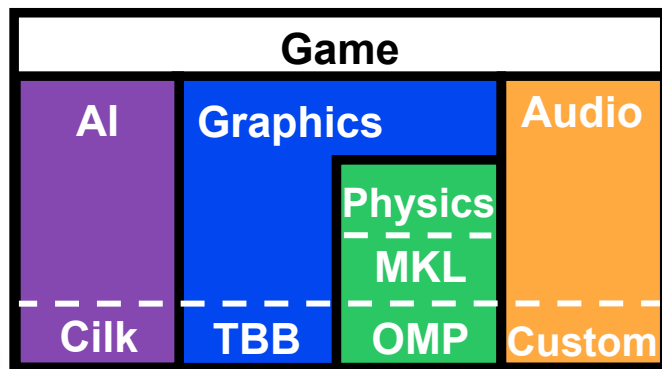 Game
AI
Graphics
Audio
Physics
MKL
Cilk
TBB
OMP
Custom